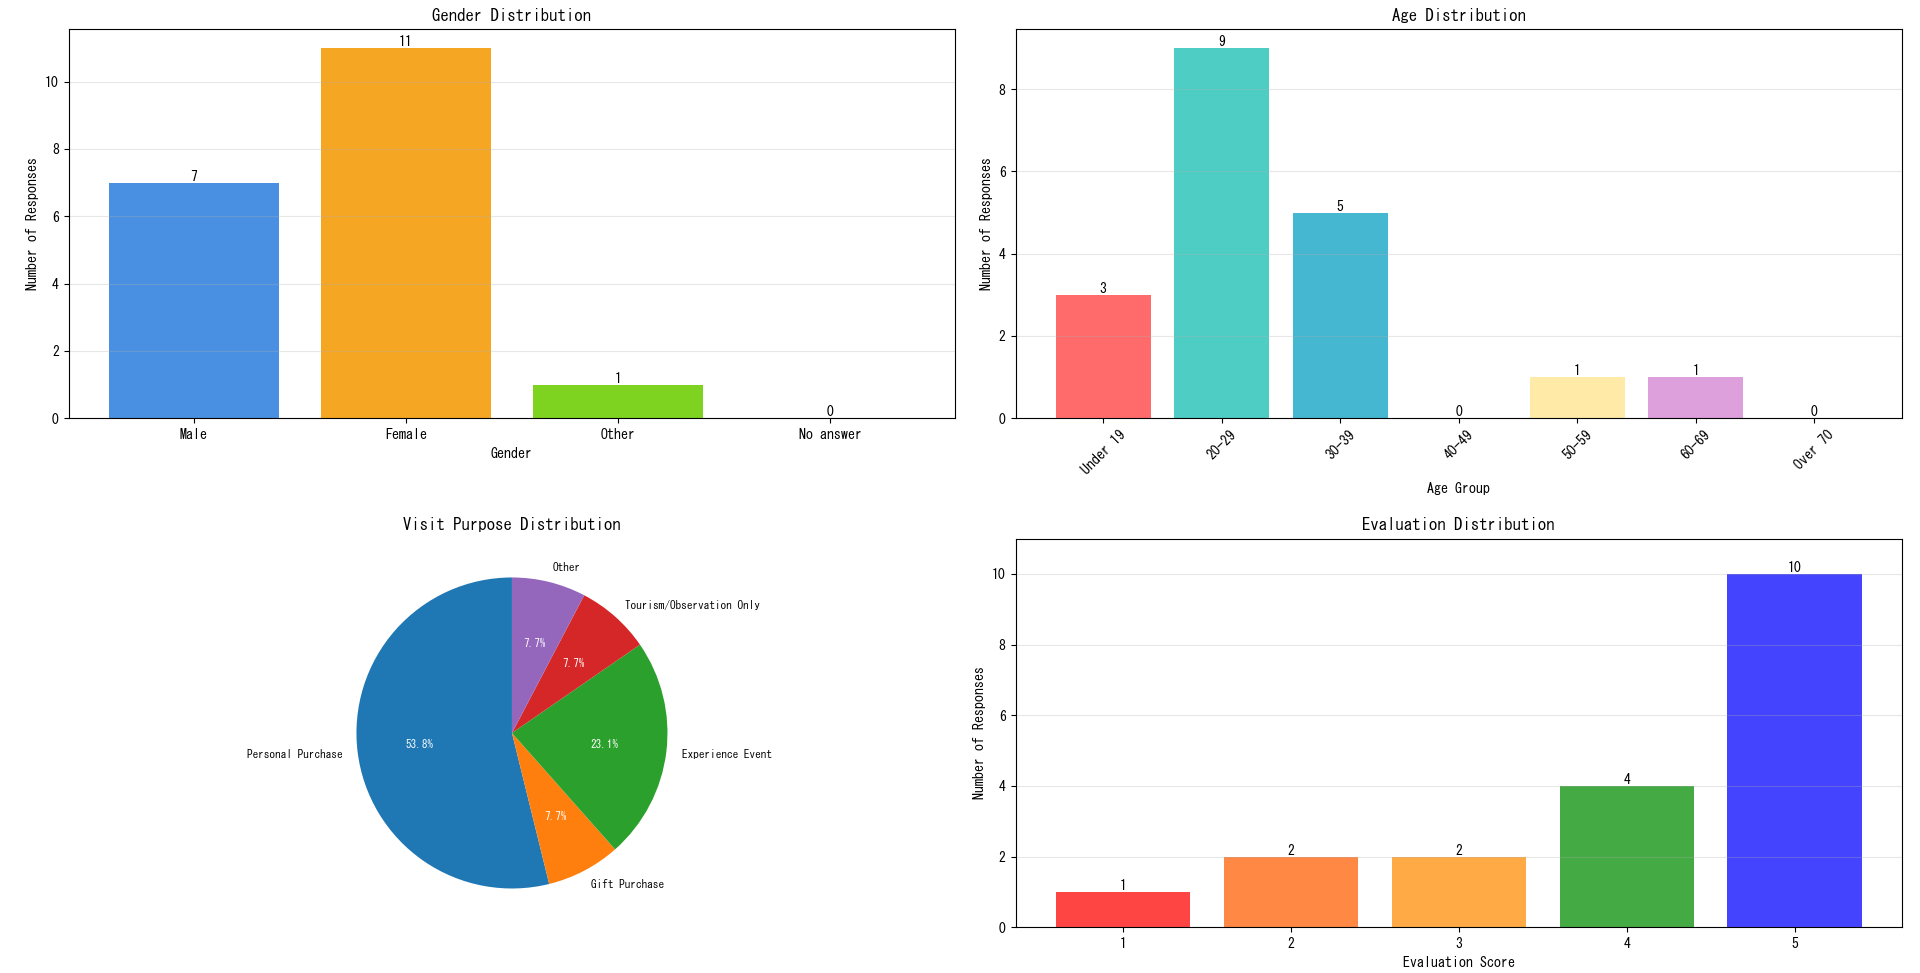 Gender Distribution
Number of Responses
10
8
6
4
2
0
7
11
1
0
Male
Female
Other
No answer
Gender
Age Distribution
Number of Responses
8
6
4
2
0
3
9
5
0
1
1
0
Under 19
20-29
30-39
40-49
50-59
60-69
Over 70
Age Group
Visit Purpose Distribution
Other
Tourism/Observation Only
7.7%
7.7%
53.8%
23.1%
Personal Purchase
Experience Event
7.7%
Gift Purchase
Evaluation Distribution
Number of Responses
10
8
6
4
2
0
1
2
2
4
10
1
2
3
4
5
Evaluation Score